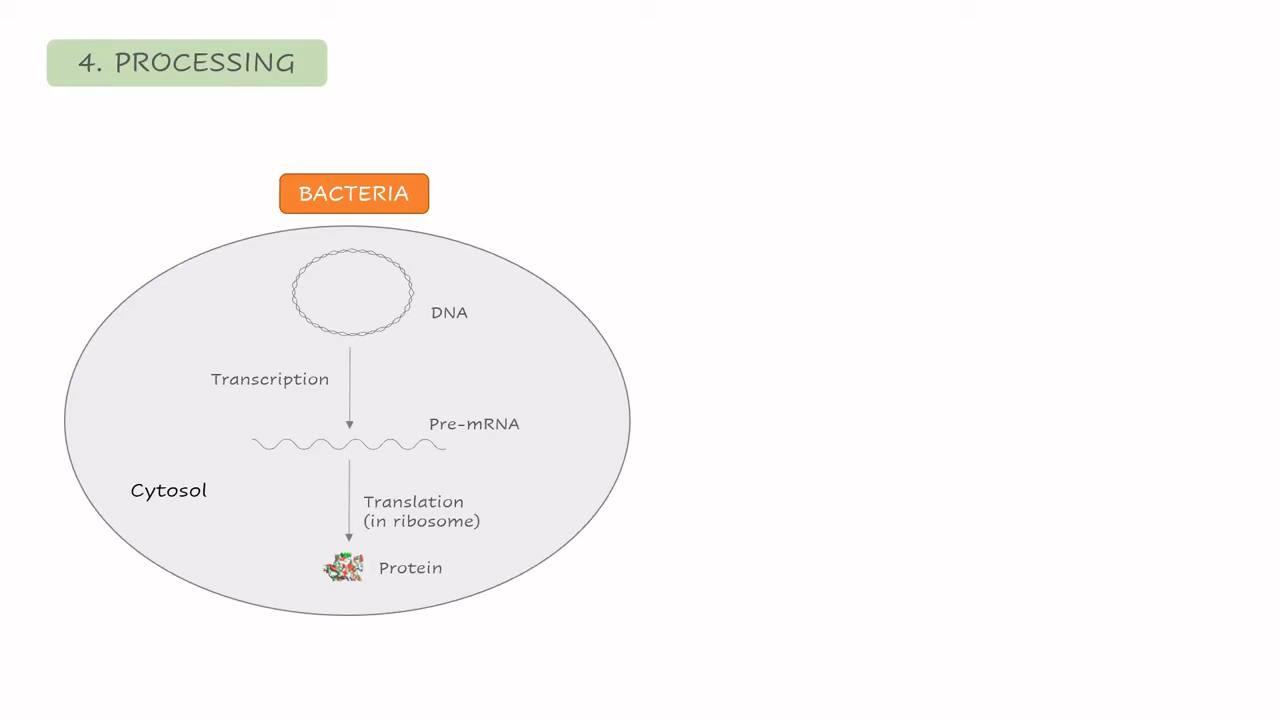 4. PROCESSING
BACTERIA
DNA
Transcription
Pre-mRNA
Cytosol
Translation
(in ribosome)
Protein